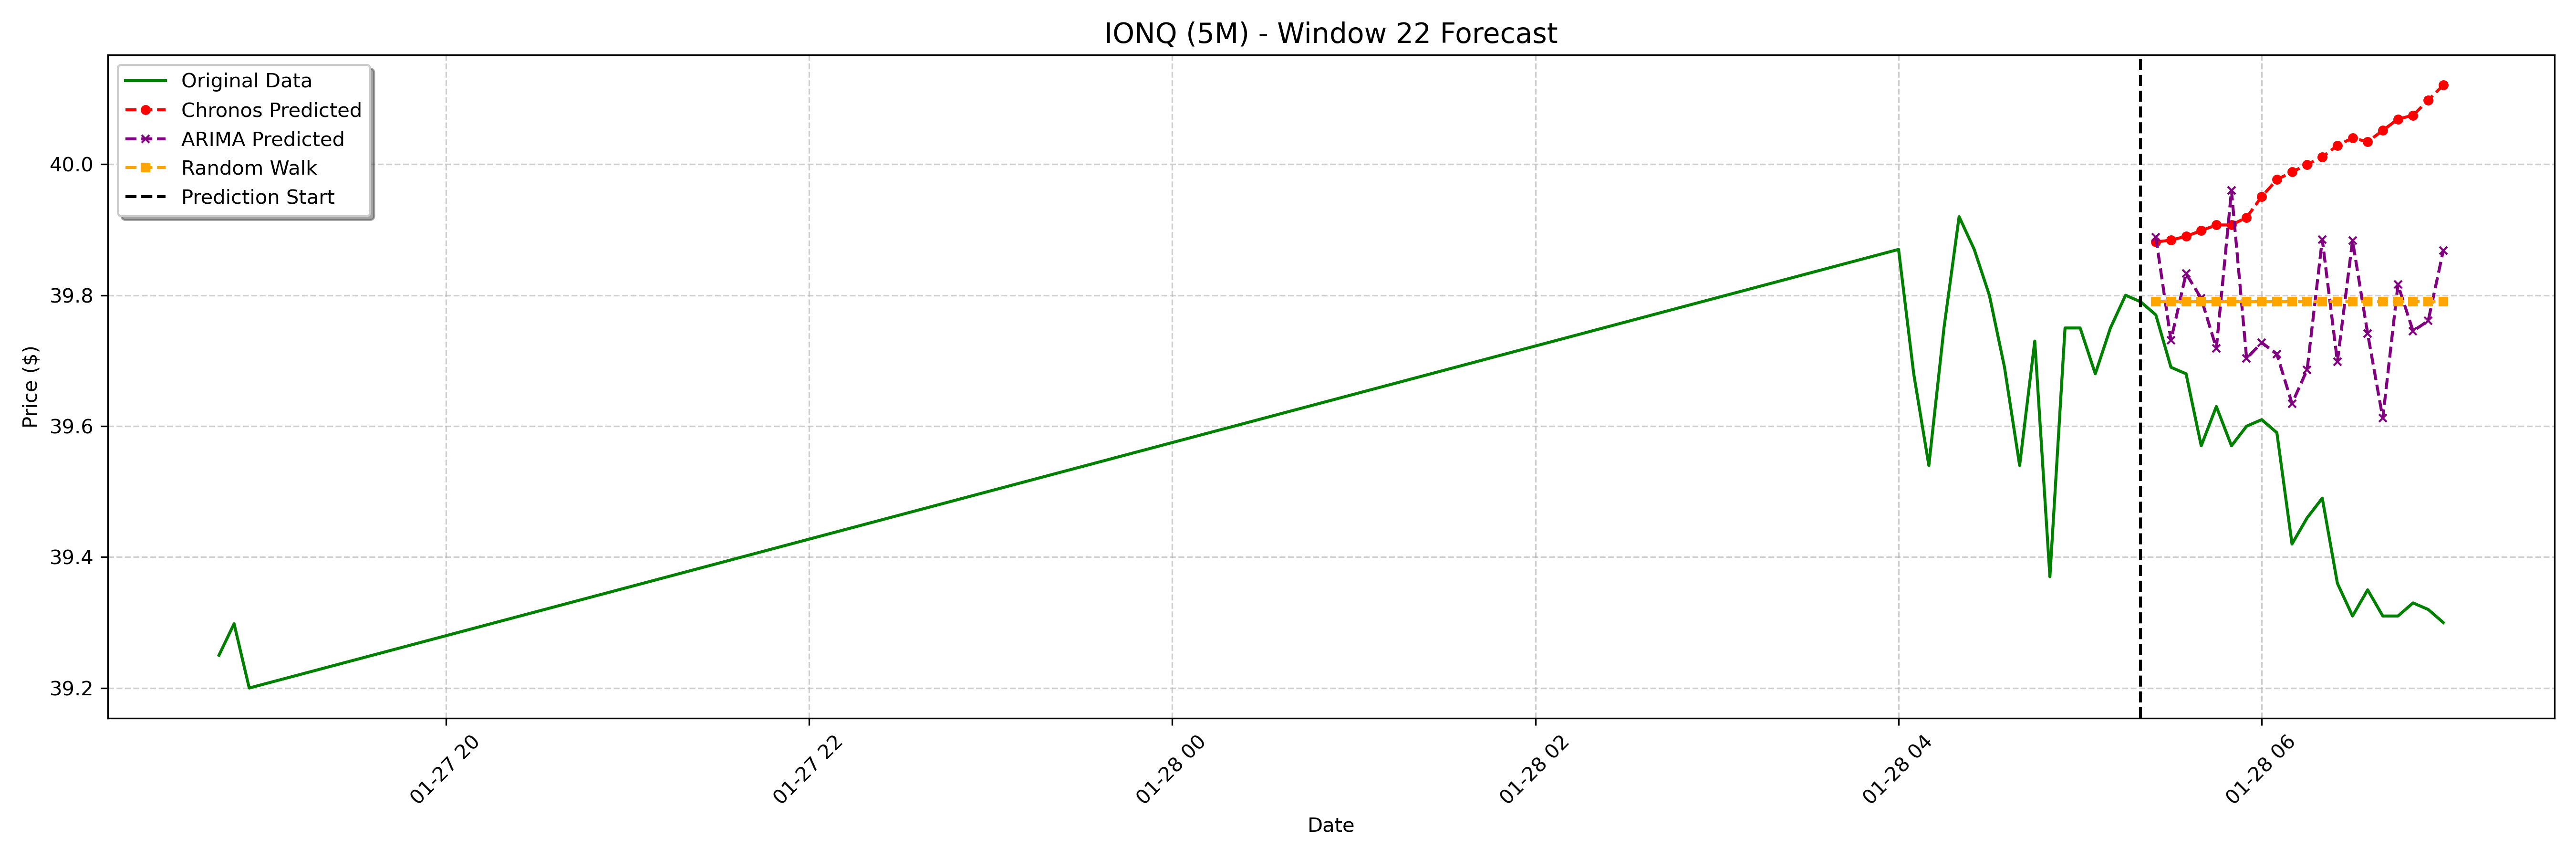 IONQ (5M) - Window 22 Forecast
Original Data
Chronos Predicted
ARIMA Predicted
Random Walk
Prediction Start
Price ($)
40.0
39.8
39.6
39.4
39.2
01-27 20
01-27 22
01-28 00
01-28 02
01-28 04
01-28 06
Date